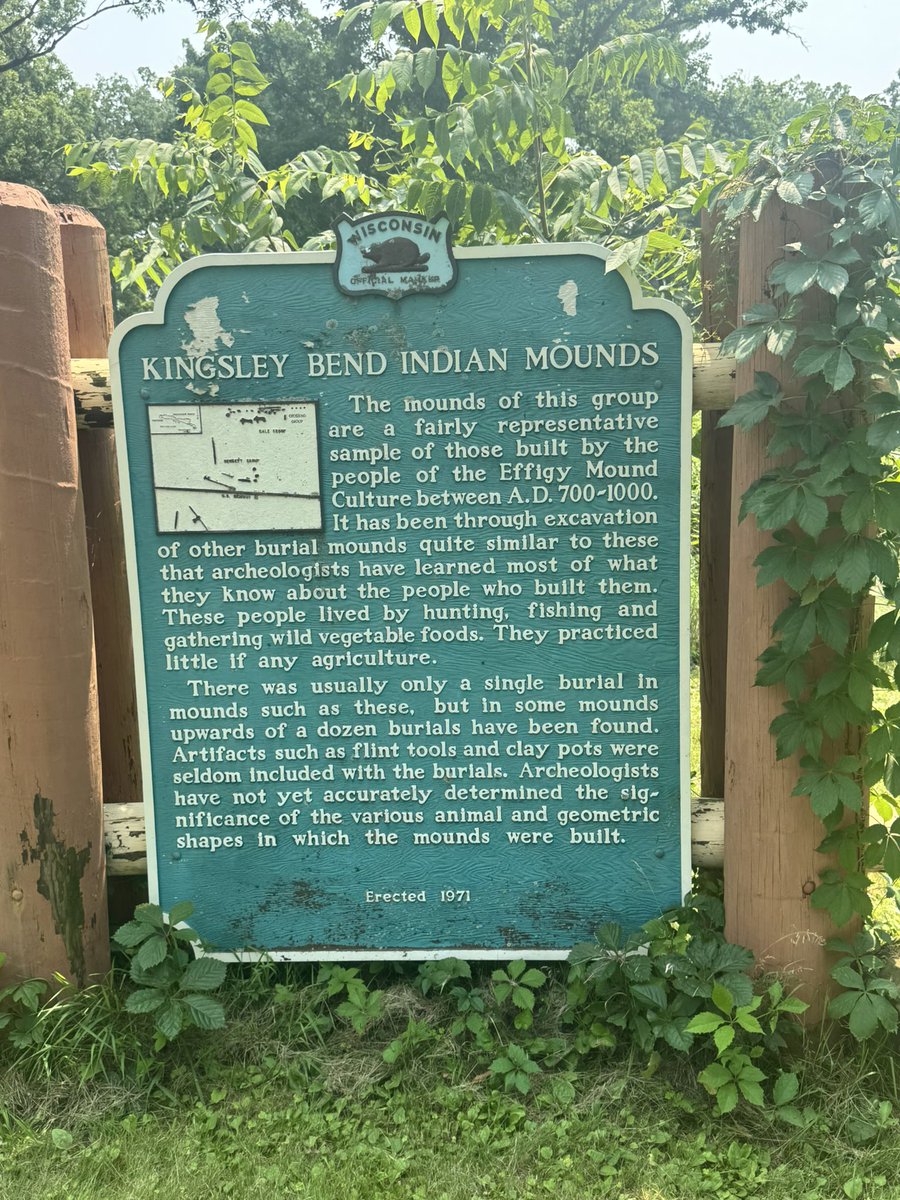 WISCONSIN
OFFICIAL MARKER
KINGSLEY BEND INDIAN MOUNDS
The mounds of this group
are a fairly representative
sample of those built by the
people of the Effigy Mound
Culture between A.D. 700-1000.
It has been through excavation
of other burial mounds quite similar to these
that archeologists have learned most of what
they know about the people who built them.
These people lived by hunting, fishing and
gathering wild vegetable foods. They practiced
little if any agriculture.
There was usually only a single burial in
mounds such as these, but in some mounds
upwards of a dozen burials have been found.
Artifacts such as flint tools and clay pots were
seldom included with the burials. Archeologists
have not yet accurately determined the sig-
nificance of the various animal and geometric
shapes in which the mounds were built.
Erected 1971